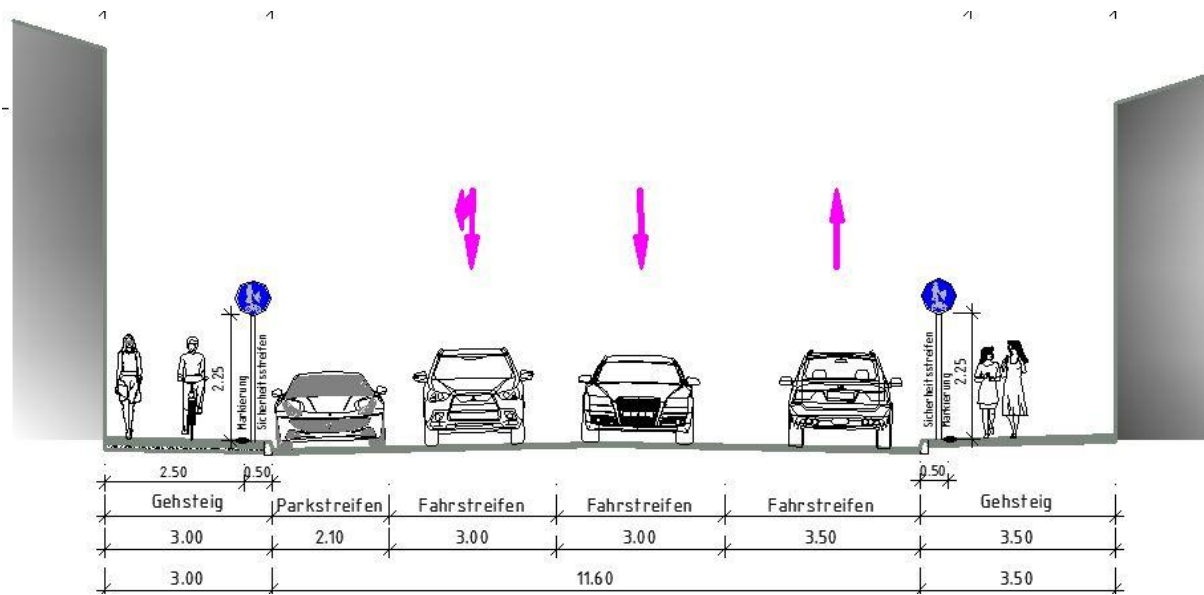 2.25
Markierung
Sicherheitsstreifen
Sicherheitsstreifen
Markierung
2.25
2.50 0.50 0.50
Gehsteig Parkstreifen Fahrstreifen Fahrstreifen Fahrstreifen Gehsteig
3.00 2.10 3.00 3.00 3.50 3.50
3.00 11.60 3.50